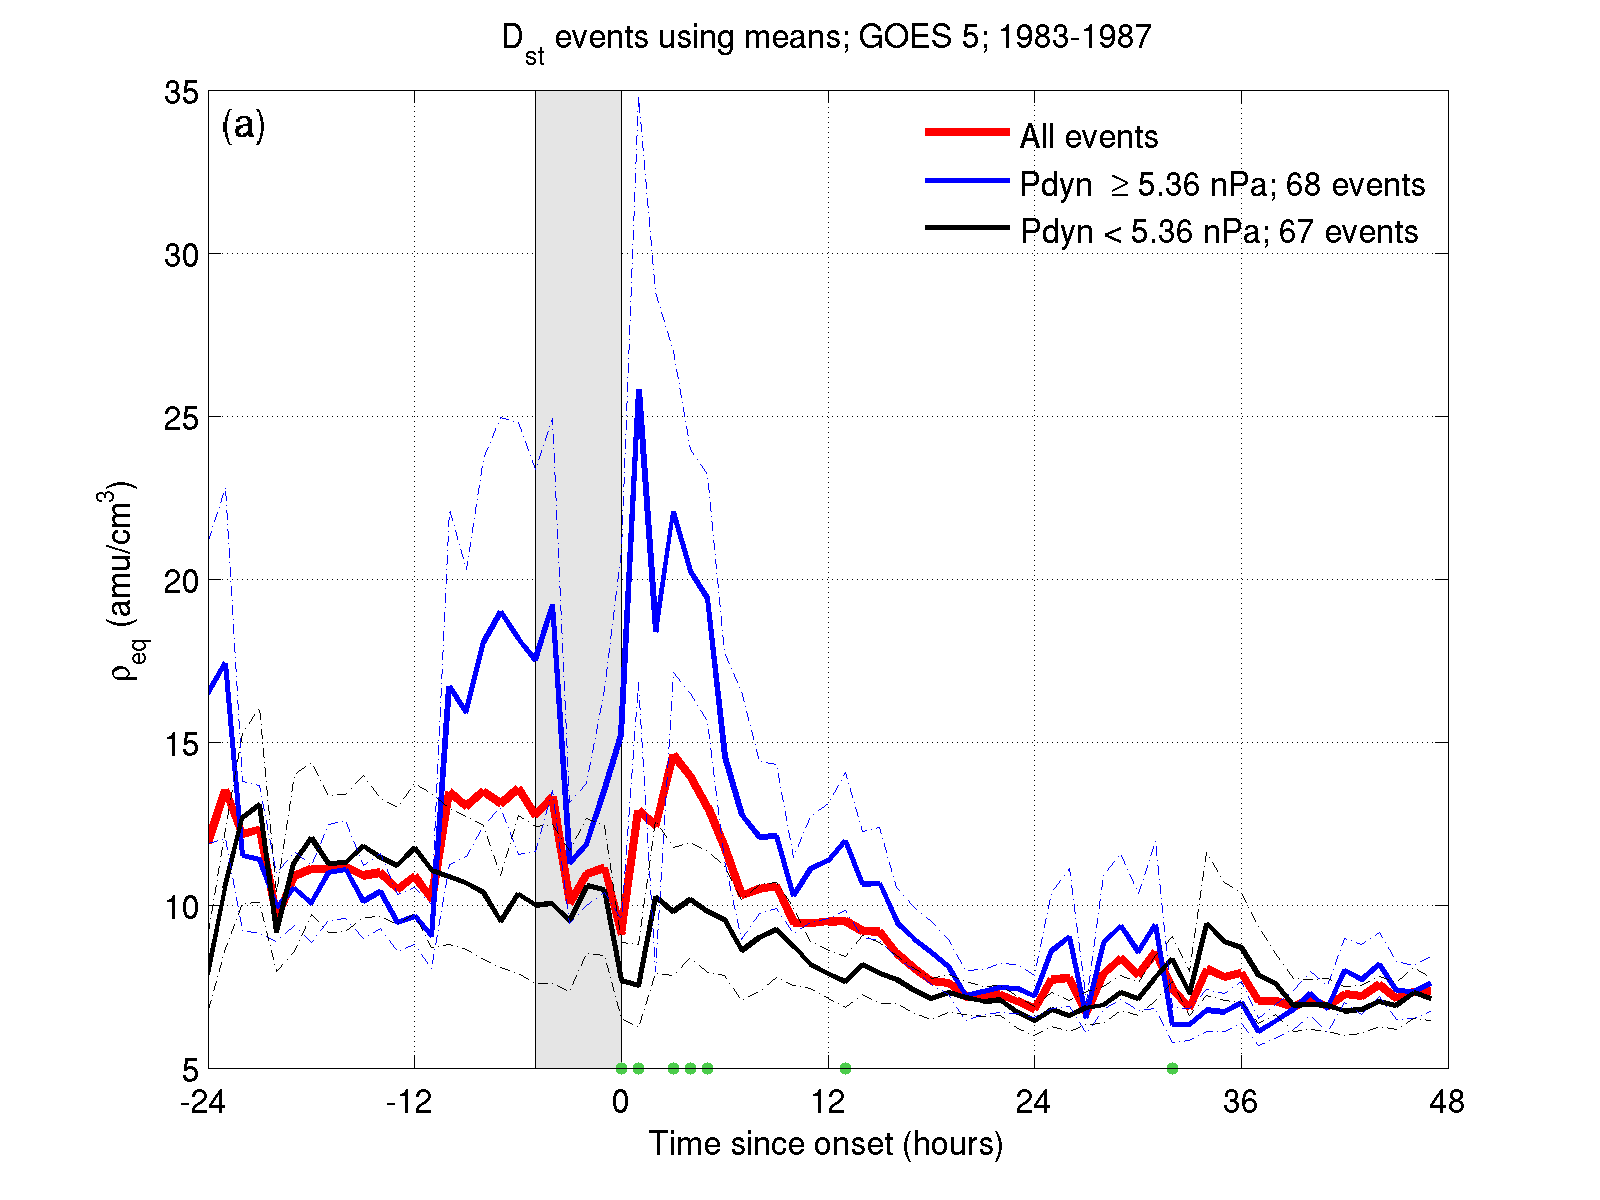 D_st events using means; GOES 5; 1983-1987
(a)
All events
Pdyn ≥ 5.36 nPa; 68 events
Pdyn < 5.36 nPa; 67 events
35
30
25
20
15
10
5
ρ_eq (amu/cm³)
-24 -12 0 12 24 36 48
Time since onset (hours)